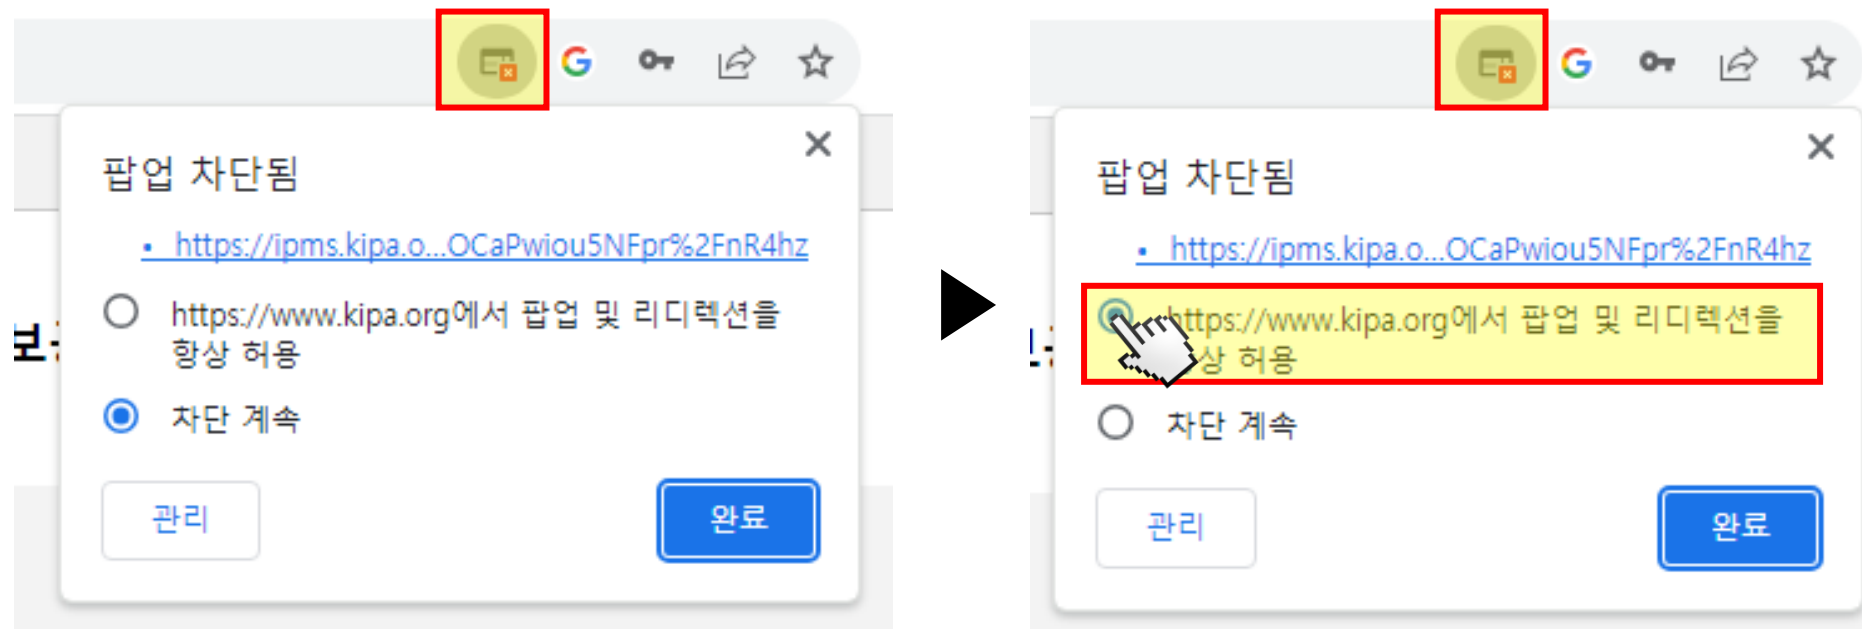 팝업 차단됨
• https://ipms.kipa.o...OCaPwiou5NFpr%2FnR4hz
https://www.kipa.org에서 팝업 및 리디렉션을
항상 허용
차단 계속
관리
완료
팝업 차단됨
• https://ipms.kipa.o...OCaPwiou5NFpr%2FnR4hz
https://www.kipa.org에서 팝업 및 리디렉션을
상 허용
차단 계속
관리
완료